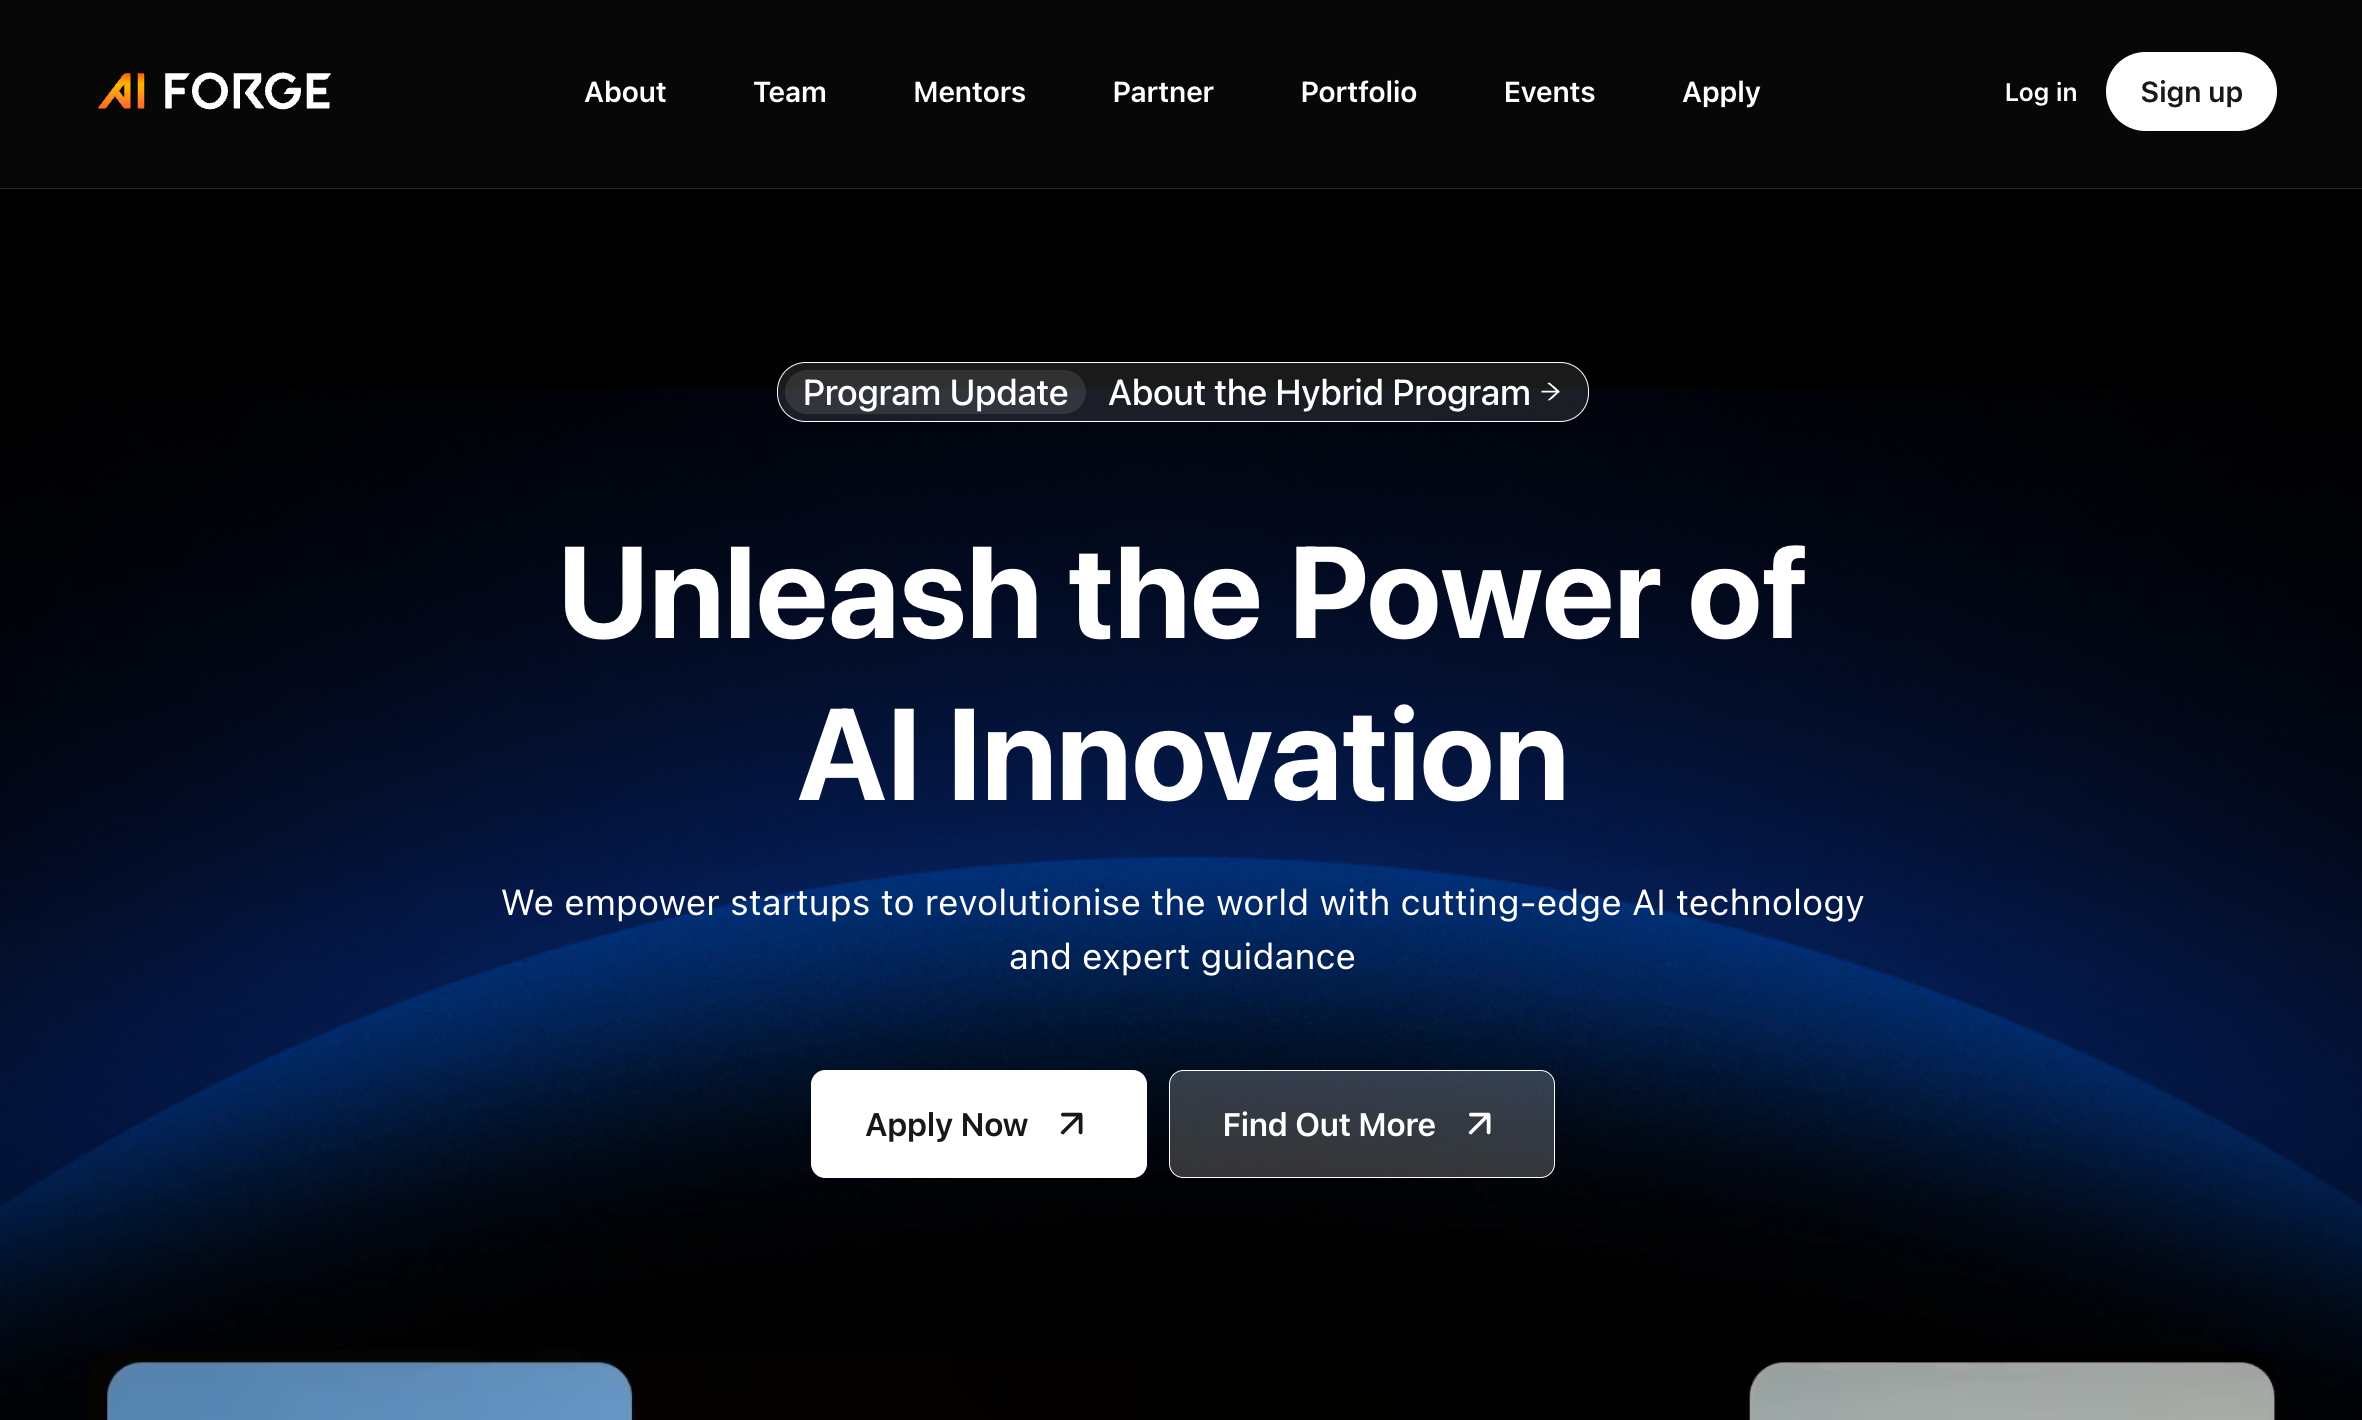 AI FORGE
About Team Mentors Partner Portfolio Events Apply
Log in Sign up
Program Update About the Hybrid Program →
Unleash the Power of
AI Innovation
We empower startups to revolutionise the world with cutting-edge AI technology
and expert guidance
Apply Now Find Out More